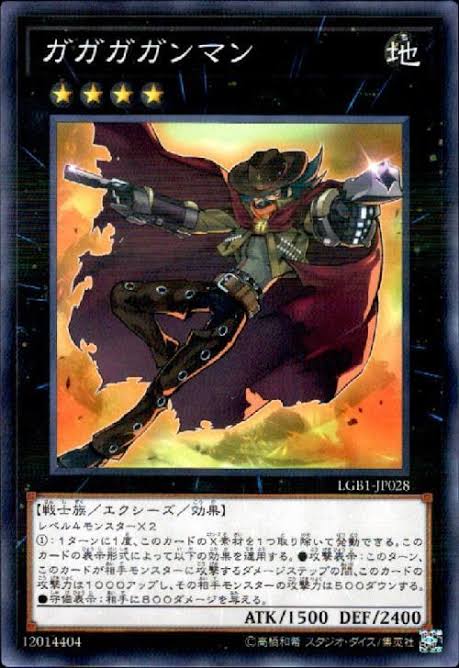 ガガガガンマン
地
LGB1-JP028
【戦士族／エクシーズ／効果】
レベル４モンスター×２
①：１ターンに１度、このカードのX素材を１つ取り除いて発動できる。こ
のカードの表示形式によって以下の効果を適用する。●攻撃表示：このターン、
このカードが相手モンスターに攻撃するダメージステップの間、このカードの
攻撃力は１０００アップし、その相手モンスターの攻撃力は５００ダウンする。
●守備表示：相手に８００ダメージを与える。
ATK/1500 DEF/2400
12014404
©高橋和希 スタジオ・ダイス/集英社